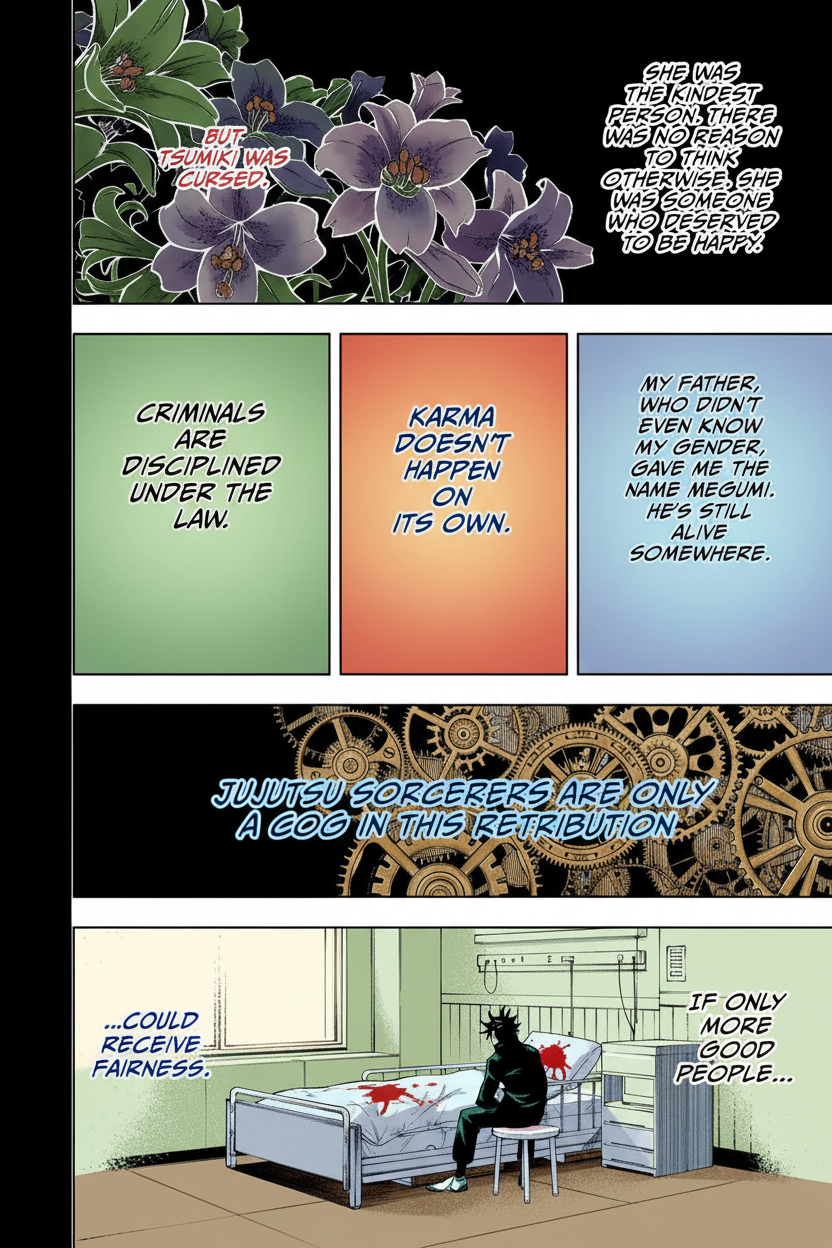 SHE WAS
THE KINDEST
PERSON. THERE
WAS NO REASON
TO THINK
OTHERWISE. SHE
WAS SOMEONE
WHO DESERVED
TO BE HAPPY.
BUT
TSUMIKI WAS
CURSED.
MY FATHER,
WHO DIDN'T
EVEN KNOW
MY GENDER,
GAVE ME THE
NAME MEGUMI.
HE'S STILL
ALIVE
SOMEWHERE.
KARMA
DOESN'T
HAPPEN
ON
ITS OWN.
CRIMINALS
ARE
DISCIPLINED
UNDER THE
LAW.
JUJUTSU SORCERERS ARE ONLY
A COG IN THIS RETRIBUTION
IF ONLY
MORE
GOOD
PEOPLE...
...COULD
RECEIVE
FAIRNESS.